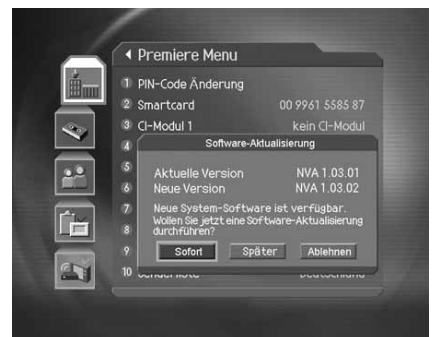 Premiere Menu
1 PIN-Code Änderung
2 Smartcard 00 9961 5585 87
3 CI-Modul 1 kein CI-Modul
4
Software-Aktualisierung
5
Aktuelle Version NVA 1.03.01
6
Neue Version NVA 1.03.02
7
Neue System-Software ist verfügbar.
Wollen Sie jetzt eine Software-Aktualisierung
8
durchführen?
9
Sofort Später Ablehnen
10 Senderliste Deutschland